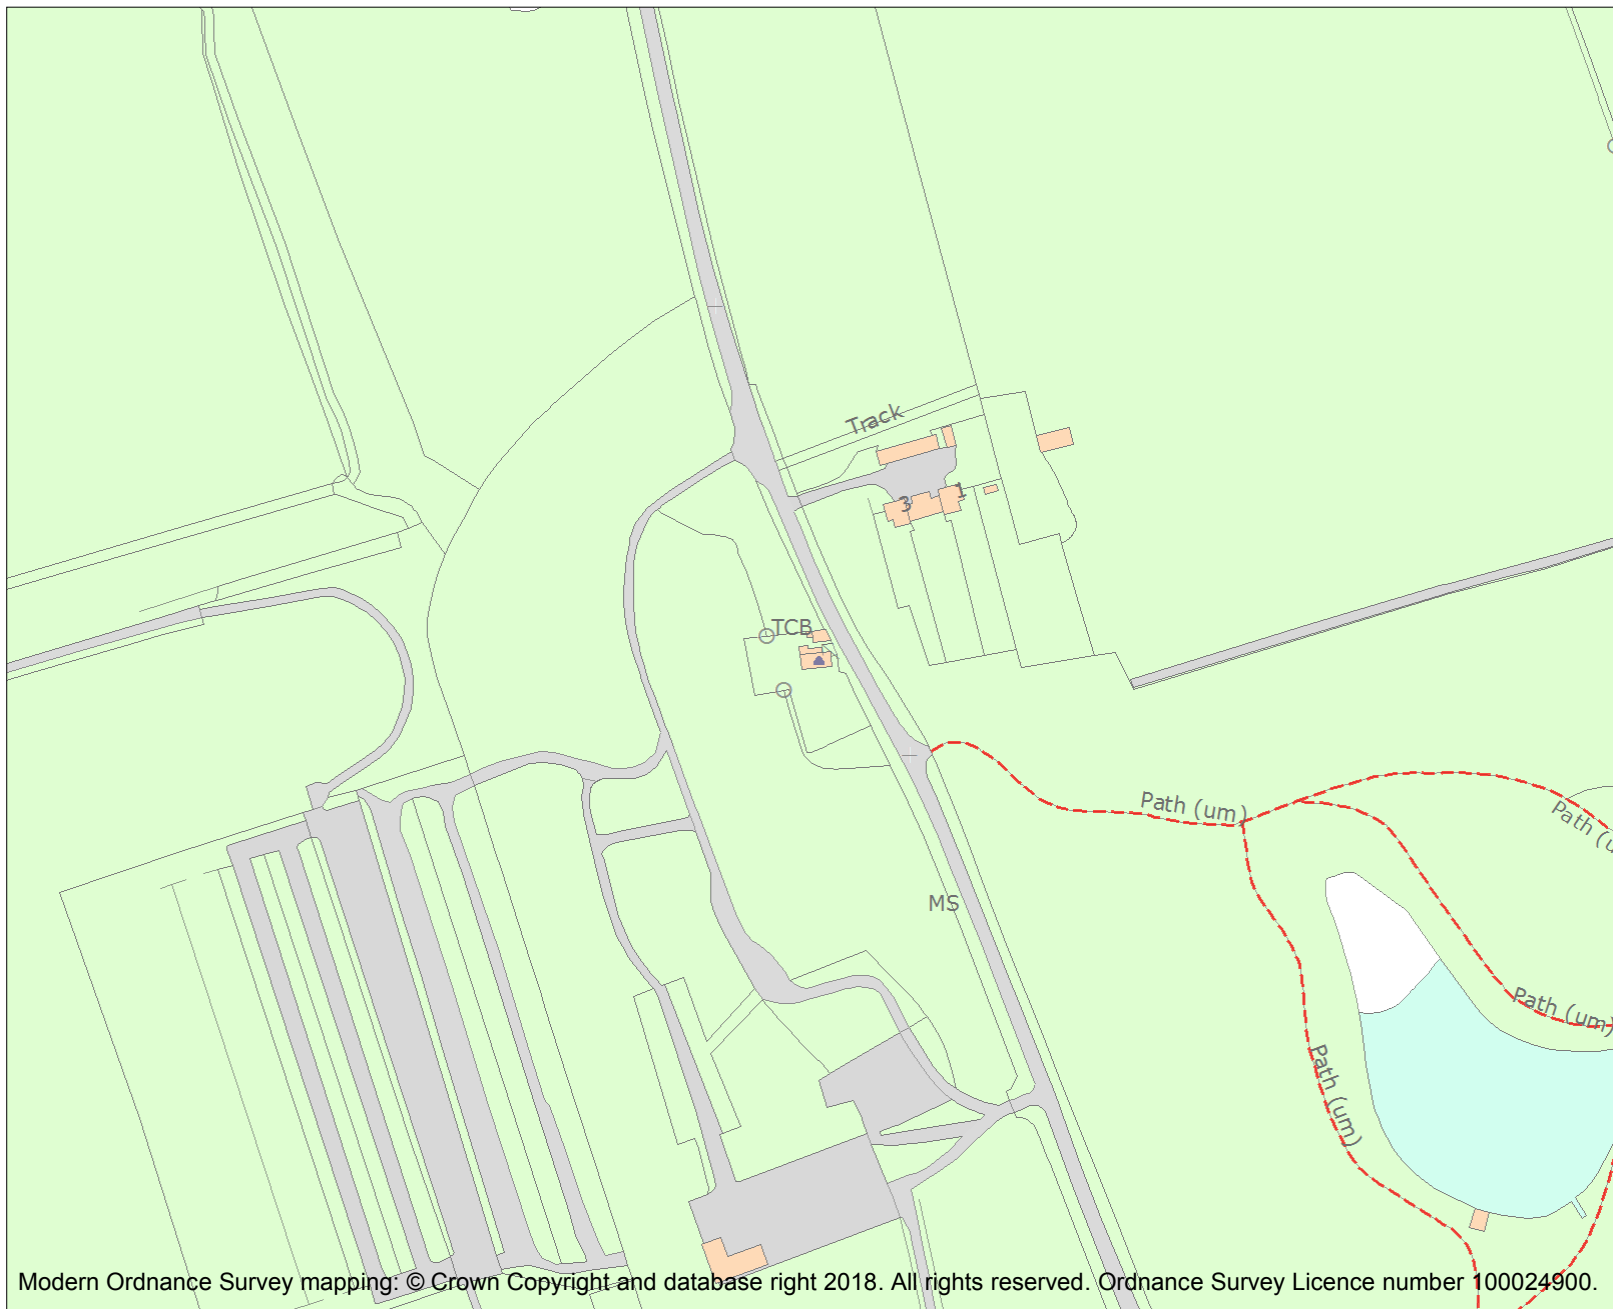 Track
3
1
TCB
Path (um)
Path (u
MS
Path (um)
Path (um)
Modern Ordnance Survey mapping: © Crown Copyright and database right 2018. All rights reserved. Ordnance Survey Licence number 100024900.